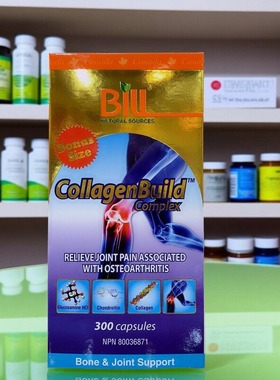 Bill
NATURAL SOURCES
Bonus
Size
CollagenBuild™
Complex
RELIEVE JOINT PAIN ASSOCIATED
WITH OSTEOARTHRITIS
Glucosamine HCl
Chondroitin
Collagen
300 capsules
NPN 80036871
Bone & Joint Support